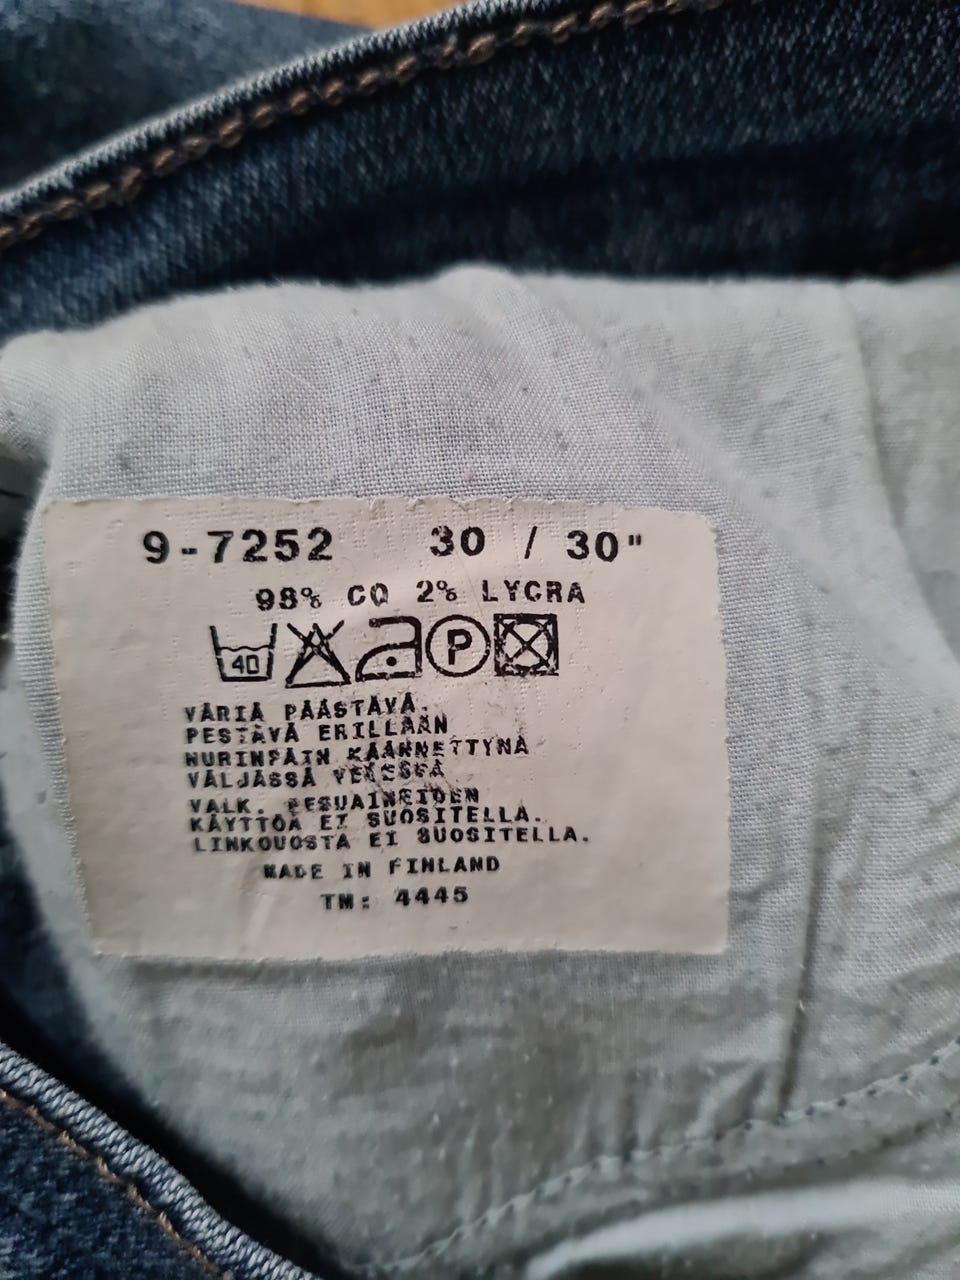 9-7252 30 / 30"
98% CO 2% LYCRA
40 P
VÄRIÄ PÄÄSTÄVÄ.
PESTÄVÄ ERILLÄÄN
NURINPÄIN KÄÄNNETTYNÄ
VÄLJÄSSÄ VEDESSÄ
VALK. PESUAINEIDEN
KÄYTTÖÄ EI SUOSITELLA.
LINKOUSTA EI SUOSITELLA.
MADE IN FINLAND
TM: 4445